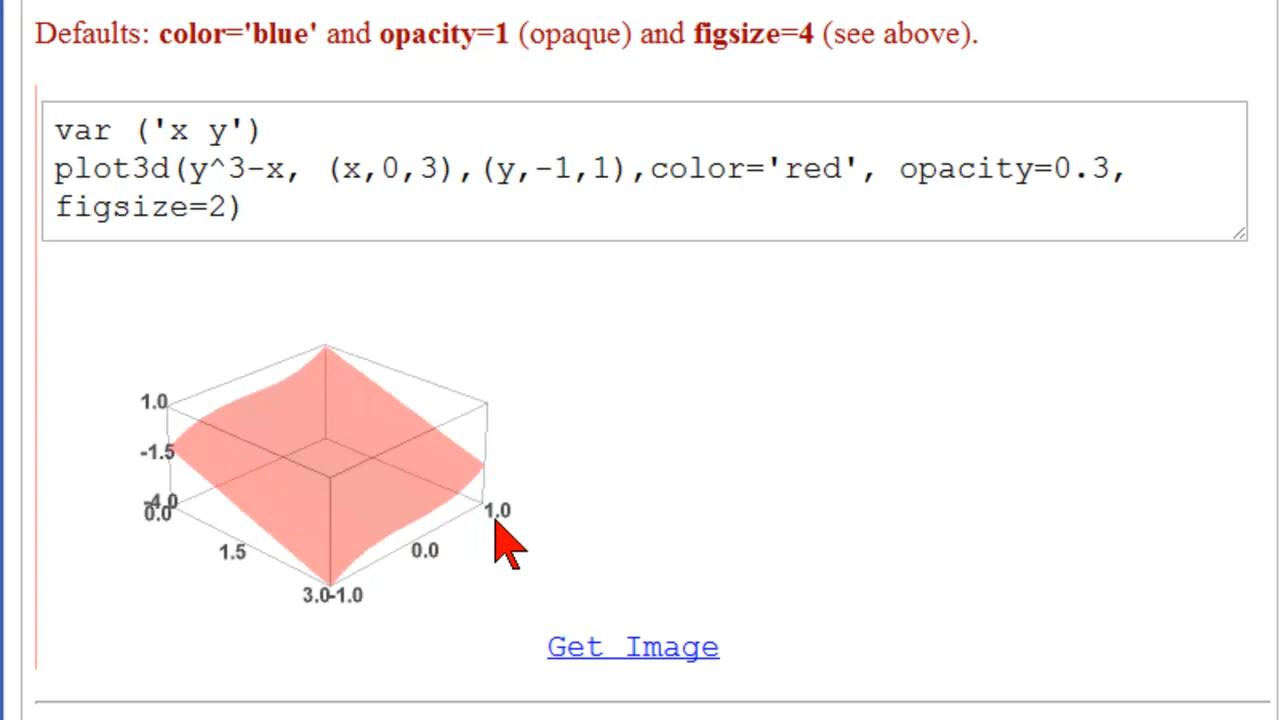 Defaults: color='blue' and opacity=1 (opaque) and figsize=4 (see above).
var ('x y')
plot3d(y^3-x, (x,0,3),(y,-1,1),color='red', opacity=0.3,
figsize=2)
1.0
-1.5
-4.0
0.0
1.0
1.5
0.0
3.0-1.0
Get Image